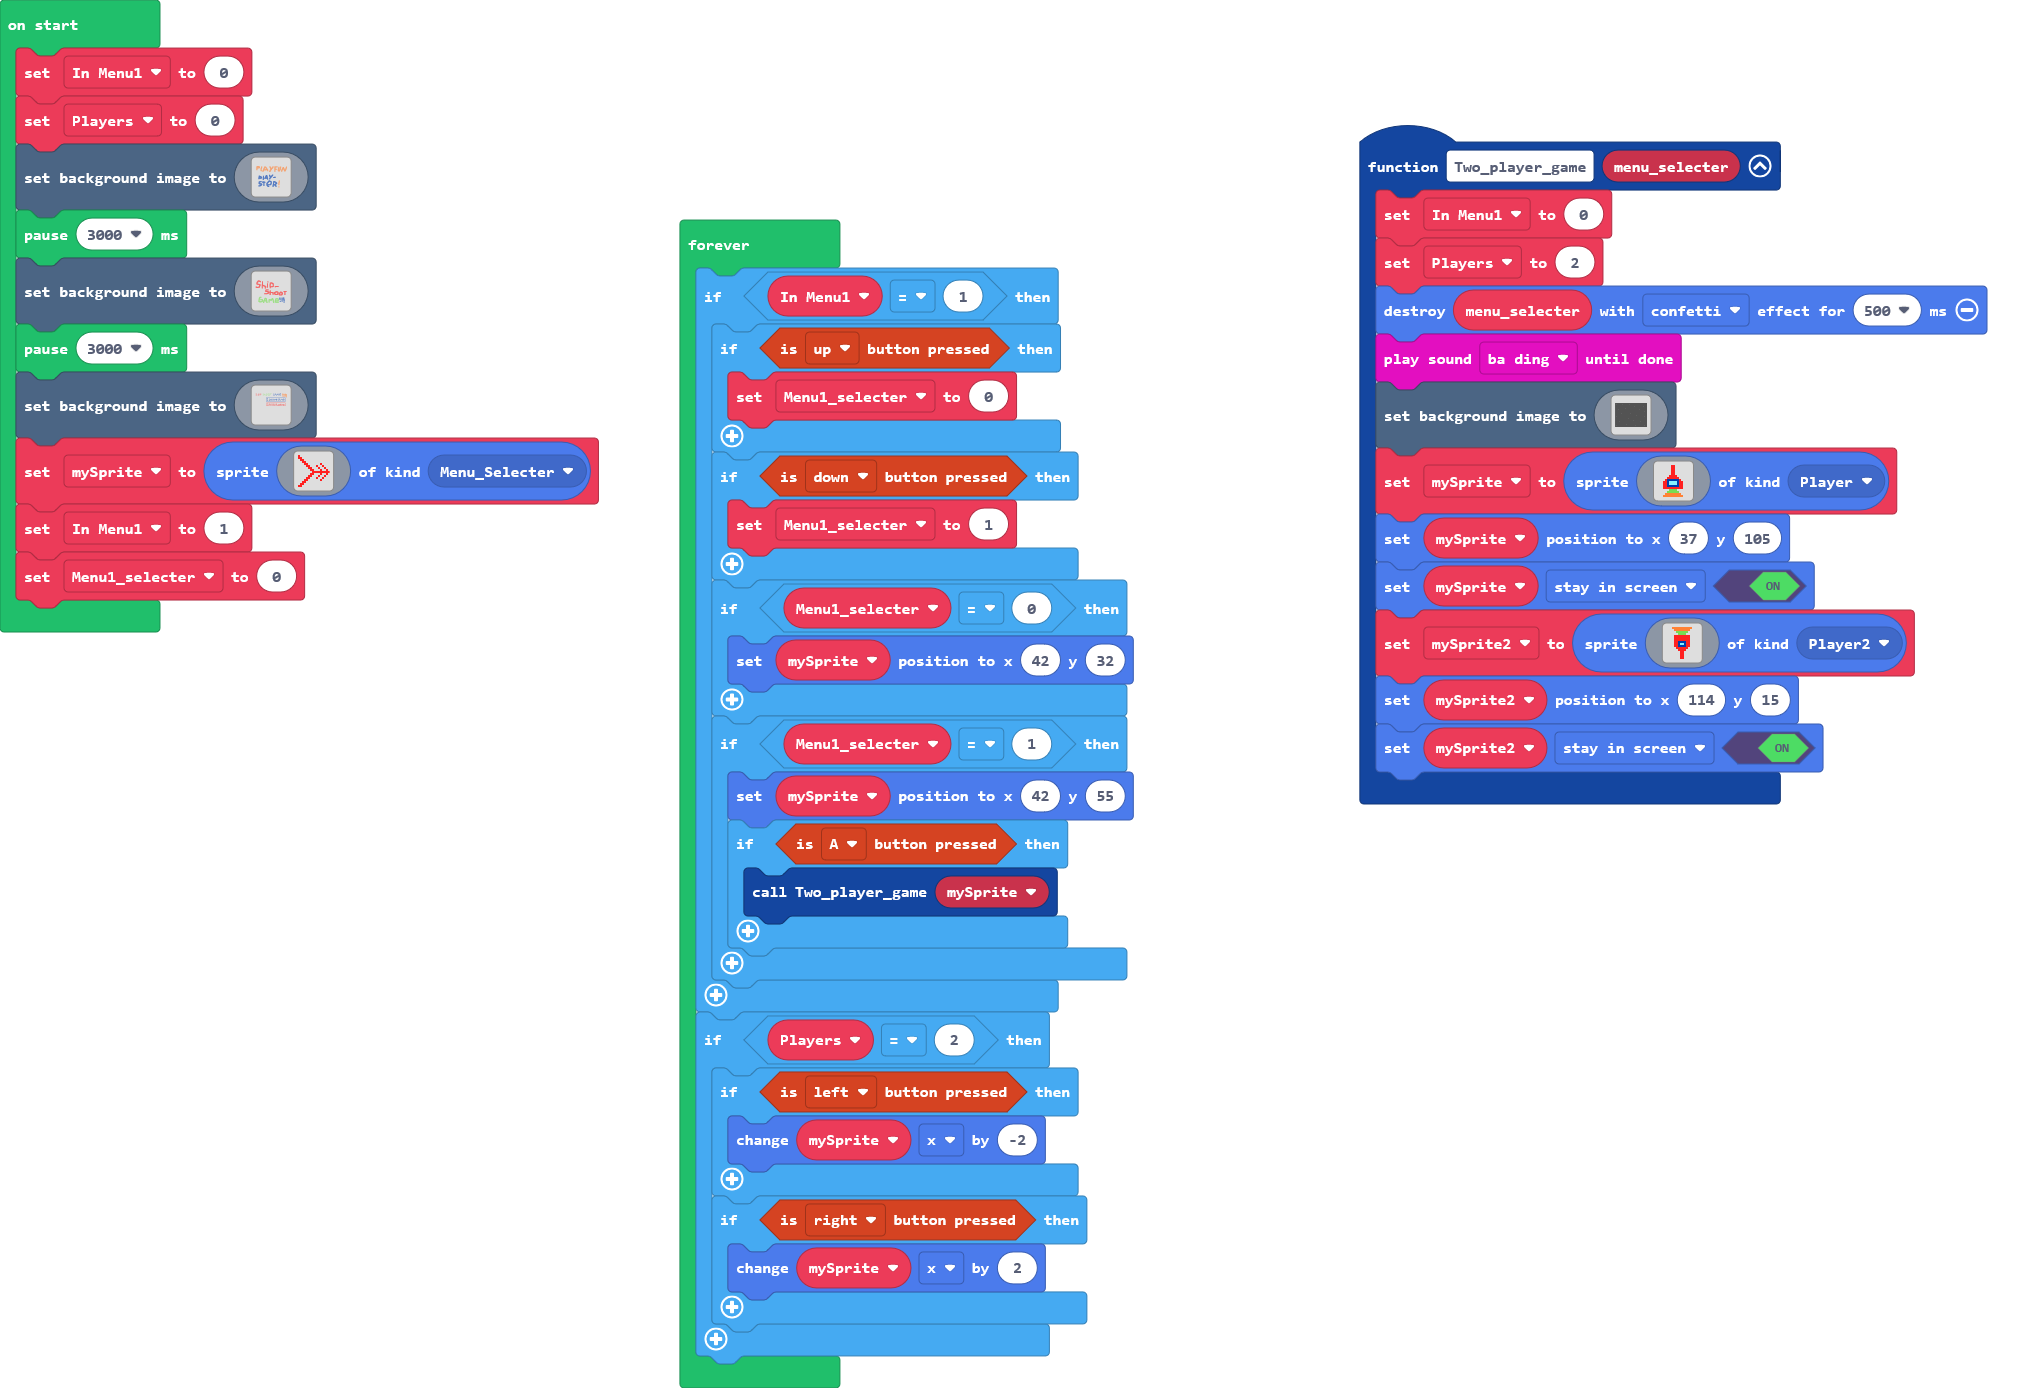 on start
set In Menu1 to 0
set Players to 0
set background image to PLAYTON PLAY-STOR!
pause 3000 ms
set background image to Ship-Shoot GAME
pause 3000 ms
set background image to
set mySprite to sprite of kind Menu_Selecter
set In Menu1 to 1
set Menu1_selecter to 0
forever
if In Menu1 = 1 then
if is up button pressed then
set Menu1_selecter to 0
if is down button pressed then
set Menu1_selecter to 1
if Menu1_selecter = 0 then
set mySprite position to x 42 y 32
if Menu1_selecter = 1 then
set mySprite position to x 42 y 55
if is A button pressed then
call Two_player_game mySprite
if Players = 2 then
if is left button pressed then
change mySprite x by -2
if is right button pressed then
change mySprite x by 2
function Two_player_game menu_selecter
set In Menu1 to 0
set Players to 2
destroy menu_selecter with confetti effect for 500 ms
play sound ba ding until done
set background image to
set mySprite to sprite of kind Player
set mySprite position to x 37 y 105
set mySprite stay in screen ON
set mySprite2 to sprite of kind Player2
set mySprite2 position to x 114 y 15
set mySprite2 stay in screen ON